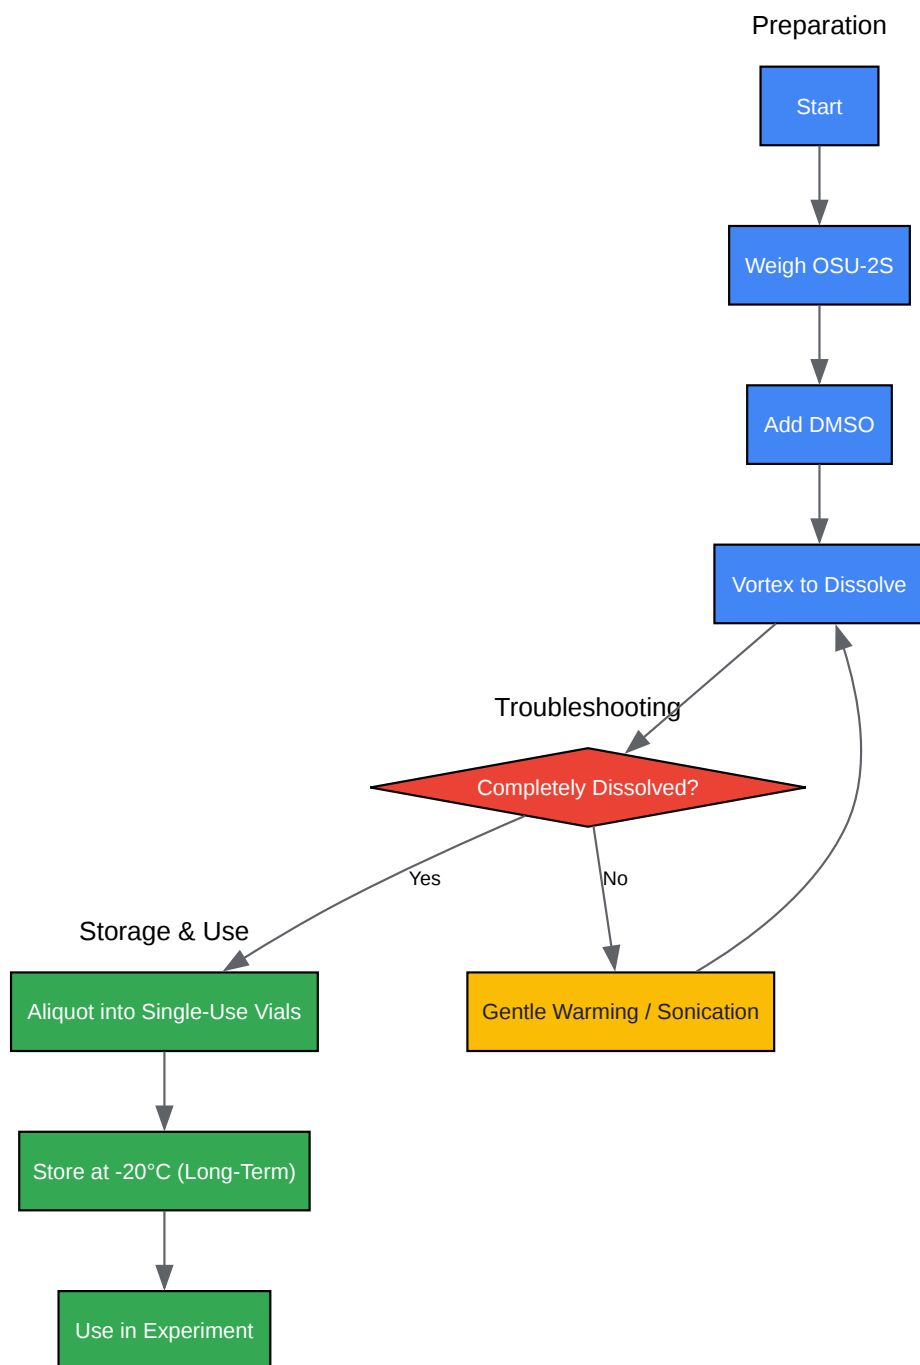 Preparation
Start
Weigh OSU-2S
Add DMSO
Vortex to Dissolve
Troubleshooting
Completely Dissolved?
Yes
No
Storage & Use
Aliquot into Single-Use Vials
Gentle Warming / Sonication
Store at -20°C (Long-Term)
Use in Experiment